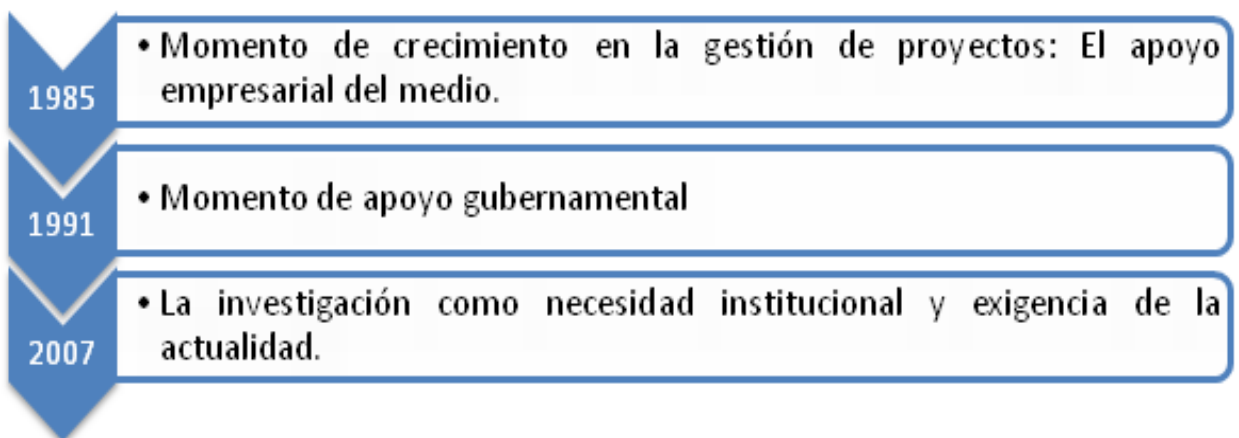 1985
• Momento de crecimiento en la gestión de proyectos: El apoyo
empresarial del medio.
1991
• Momento de apoyo gubernamental
2007
• La investigación como necesidad institucional y exigencia de la
actualidad.